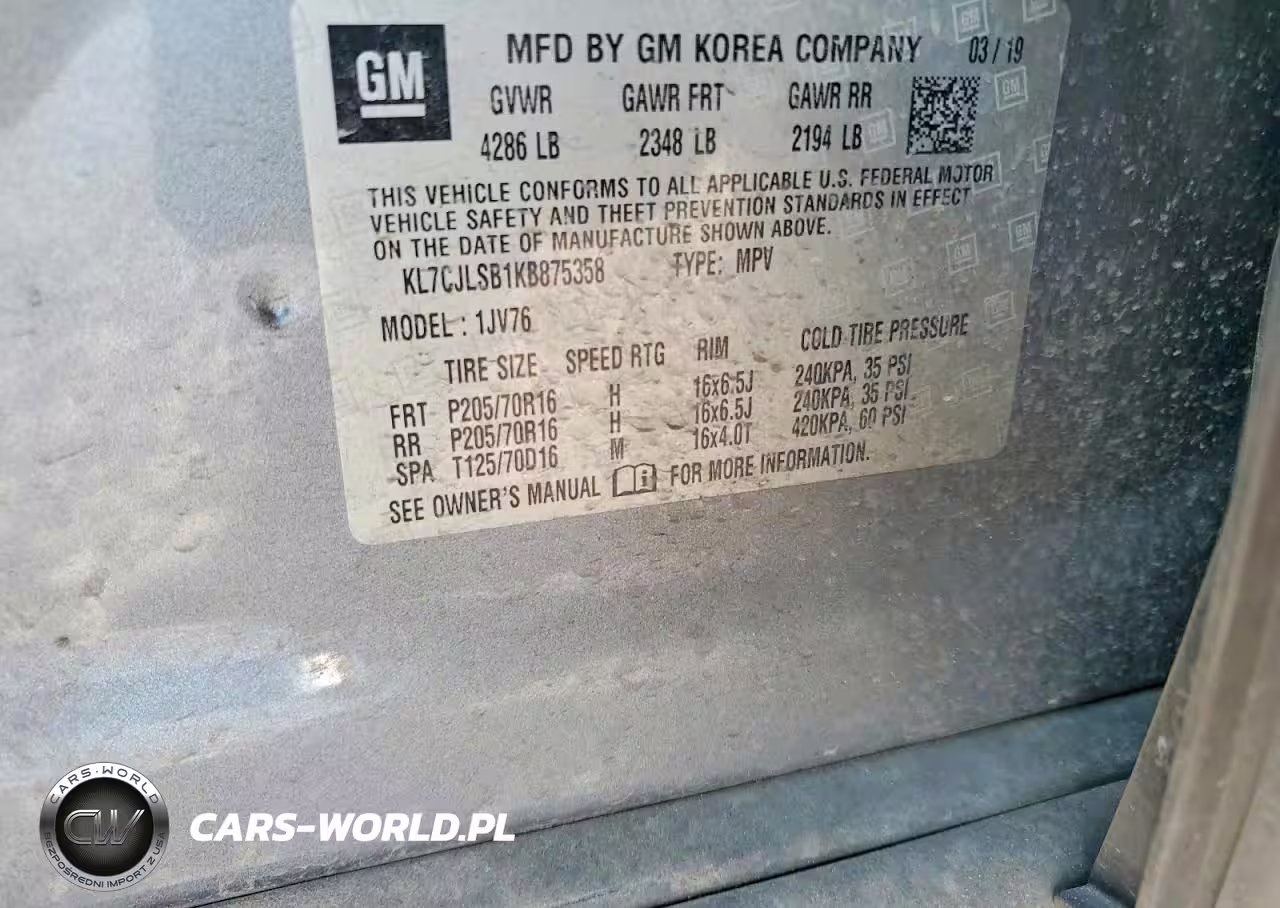 GM
MFD BY GM KOREA COMPANY 03/19
GVWR GAWR FRT GAWR RR
4286 LB 2348 LB 2194 LB
THIS VEHICLE CONFORMS TO ALL APPLICABLE U.S. FEDERAL MOTOR
VEHICLE SAFETY AND THEFT PREVENTION STANDARDS IN EFFECT
ON THE DATE OF MANUFACTURE SHOWN ABOVE.
KL7CJLSB1KB875358 TYPE: MPV
MODEL: 1JV76
TIRE SIZE SPEED RTG RIM COLD TIRE PRESSURE
FRT P205/70R16 H 16x6.5J 240KPA, 35 PSI
RR P205/70R16 H 16x6.5J 240KPA, 35 PSI
SPA T125/70D16 M 16x4.0T 420KPA, 60 PSI
SEE OWNER'S MANUAL FOR MORE INFORMATION.
CARS-WORLD
CW
BEZPOŚREDNI IMPORT Z USA
CARS-WORLD.PL